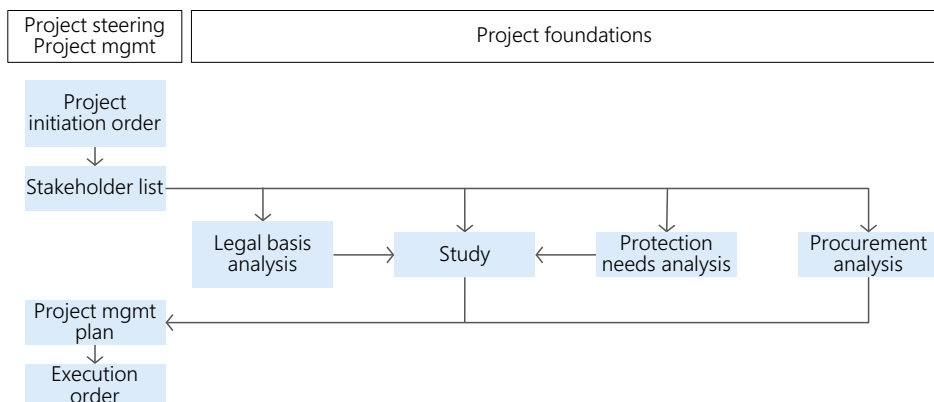 Project steering
Project mgmt
Project foundations
Project
initiation order
Stakeholder list
Legal basis
analysis
Study
Protection
needs analysis
Procurement
analysis
Project mgmt
plan
Execution
order